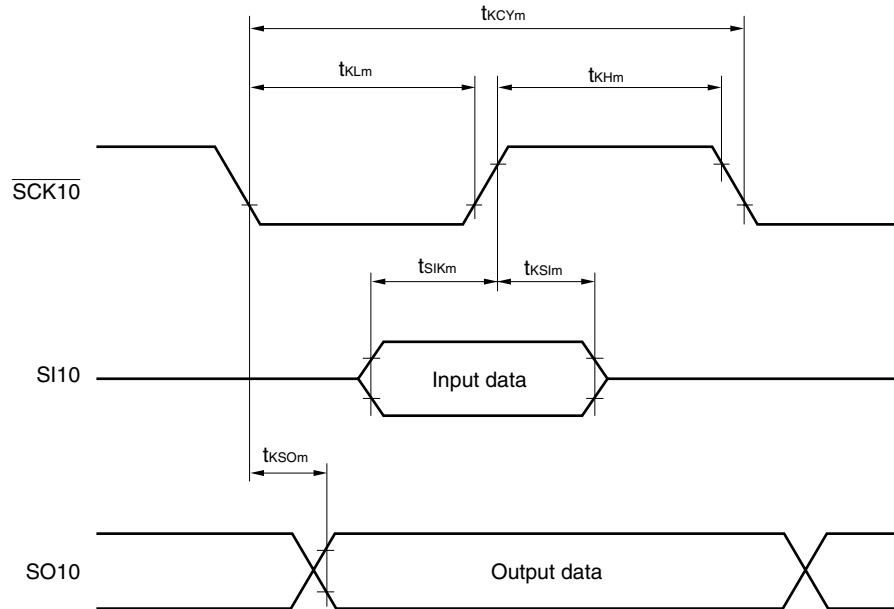 tKCYm
tKLm
tKHm
SCK10
tSIKm
tKSIm
SI10
Input data
tKSOm
SO10
Output data